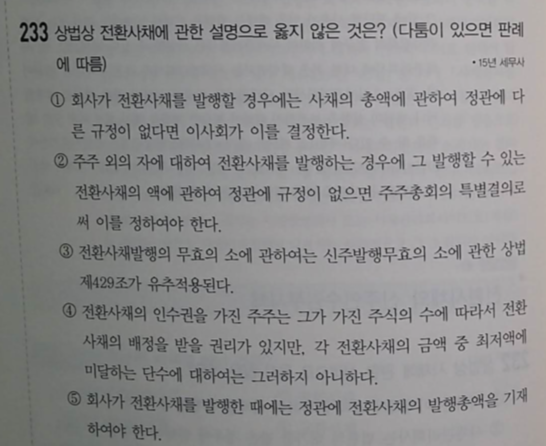 233 상법상 전환사채에 관한 설명으로 옳지 않은 것은? (다툼이 있으면 판례
에 따름)
• 15년 세무사
① 회사가 전환사채를 발행할 경우에는 사채의 총액에 관하여 정관에 다
른 규정이 없다면 이사회가 이를 결정한다.
② 주주 외의 자에 대하여 전환사채를 발행하는 경우에 그 발행할 수 있는
전환사채의 액에 관하여 정관에 규정이 없으면 주주총회의 특별결의로
써 이를 정하여야 한다.
③ 전환사채발행의 무효의 소에 관하여는 신주발행무효의 소에 관한 상법
제429조가 유추적용된다.
④ 전환사채의 인수권을 가진 주주는 그가 가진 주식의 수에 따라서 전환
사채의 배정을 받을 권리가 있지만, 각 전환사채의 금액 중 최저액에
미달하는 단수에 대하여는 그러하지 아니하다.
⑤ 회사가 전환사채를 발행한 때에는 정관에 전환사채의 발행총액을 기재
하여야 한다.